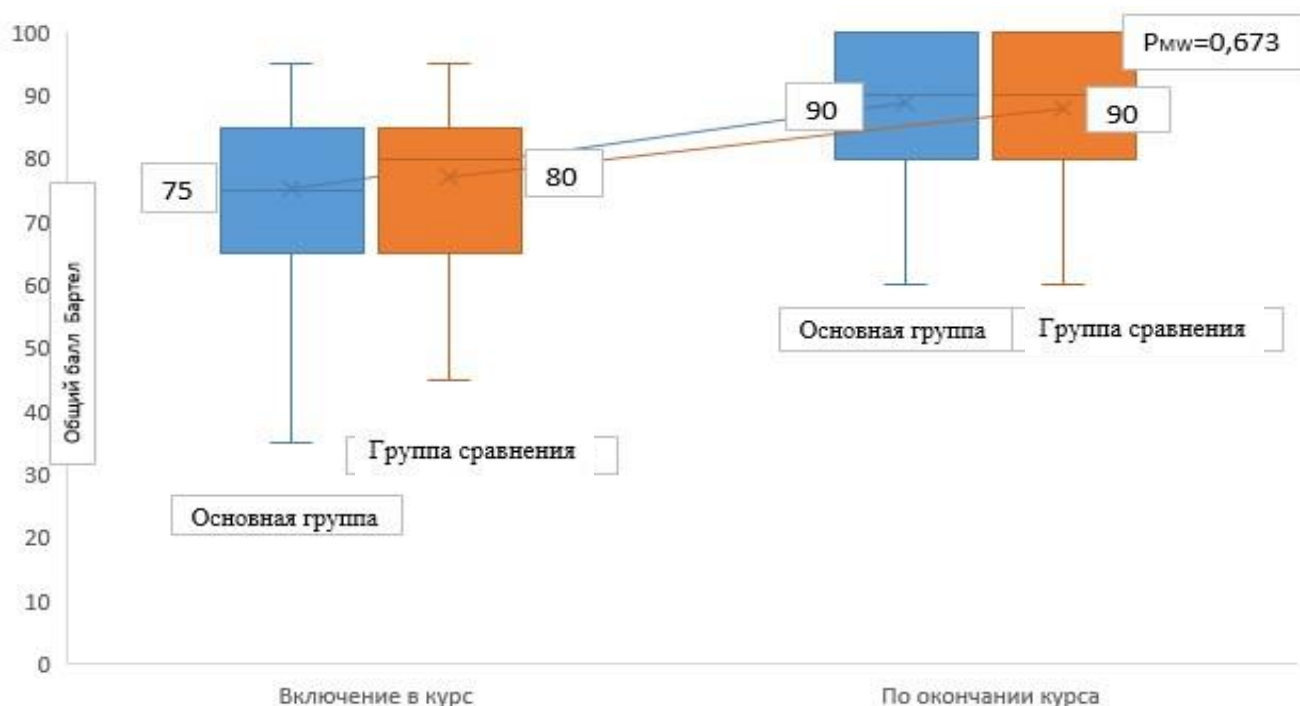 100
90
80
70
60
50
40
30
20
10
0
Общий балл Бартел
PMW=0,673
75
80
90
90
Основная группа
Группа сравнения
Основная группа
Группа сравнения
Включение в курс
По окончании курса